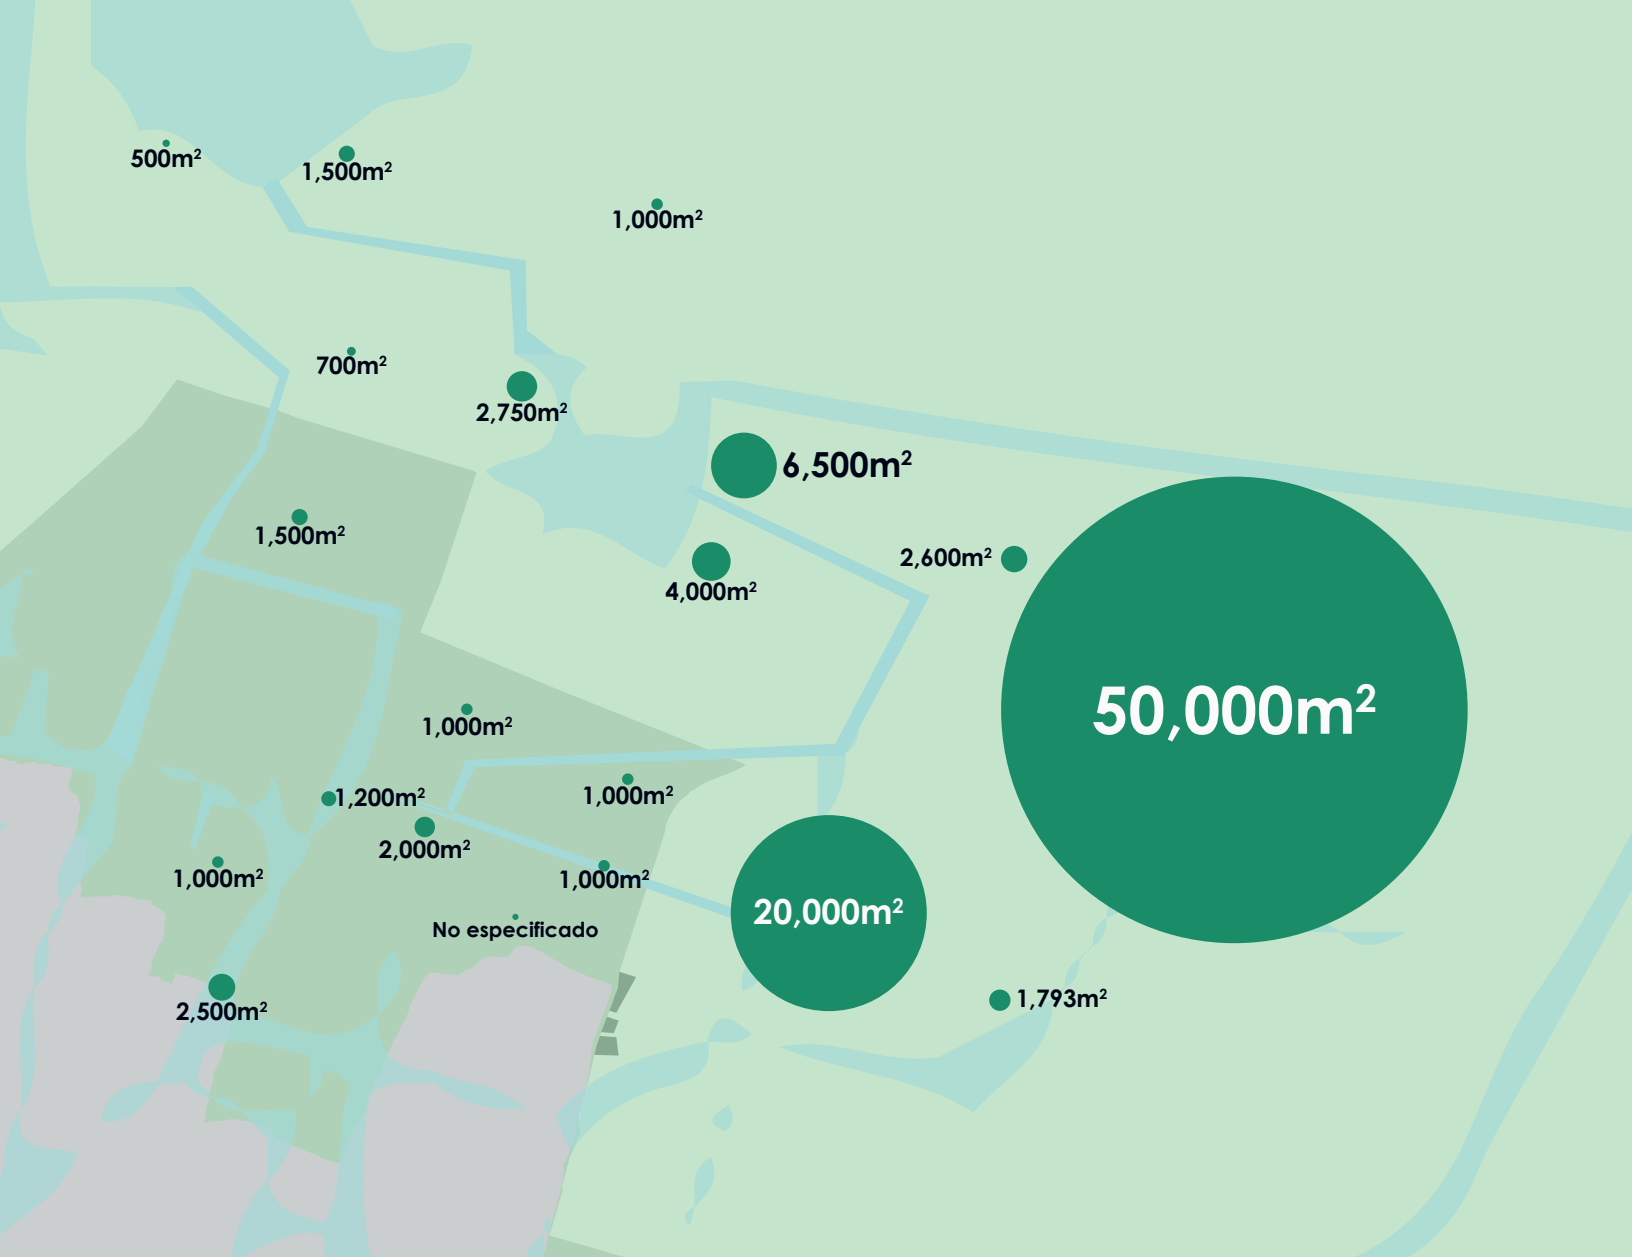 500m²
1,500m²
1,000m²
700m²
2,750m²
6,500m²
1,500m²
2,600m²
4,000m²
50,000m²
1,000m²
1,200m²
1,000m²
2,000m²
1,000m²
1,000m²
20,000m²
No especificado
2,500m²
1,793m²